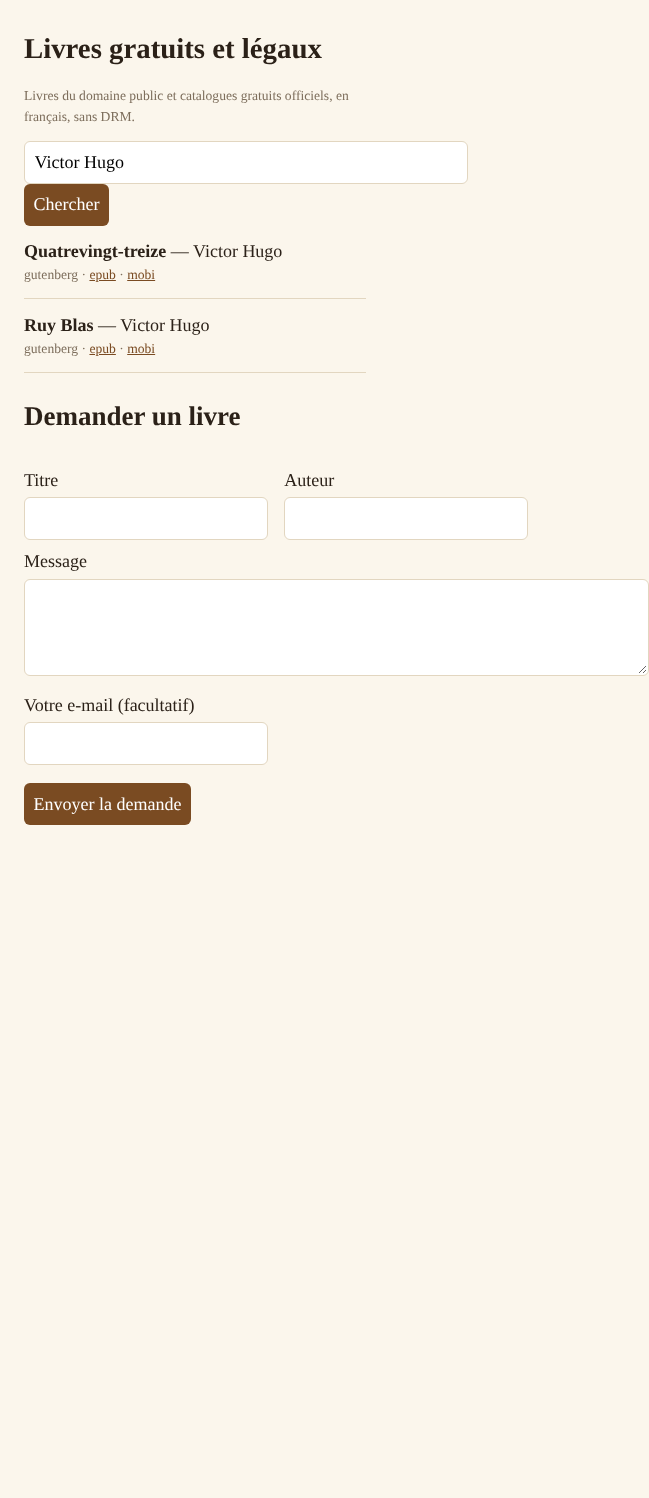 Livres gratuits et légaux
Livres du domaine public et catalogues gratuits officiels, en
français, sans DRM.
Victor Hugo
Chercher
Quatrevingt-treize — Victor Hugo
gutenberg · epub · mobi
Ruy Blas — Victor Hugo
gutenberg · epub · mobi
Demander un livre
Titre Auteur
Message
Votre e-mail (facultatif)
Envoyer la demande